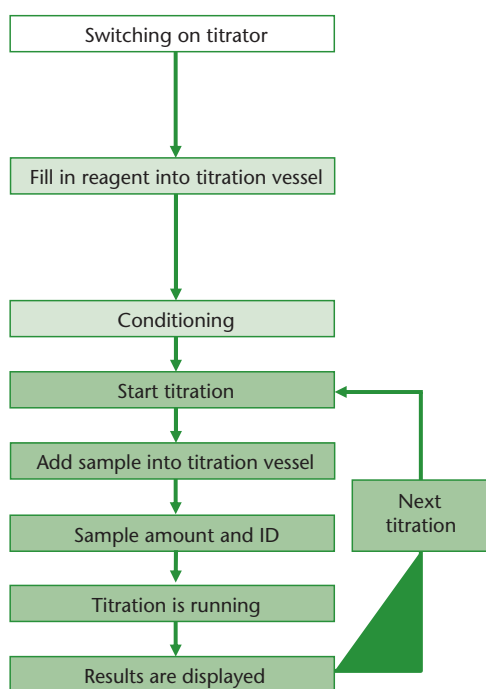 Switching on titrator
Fill in reagent into titration vessel
Conditioning
Start titration
Add sample into titration vessel
Sample amount and ID
Next
titration
Titration is running
Results are displayed